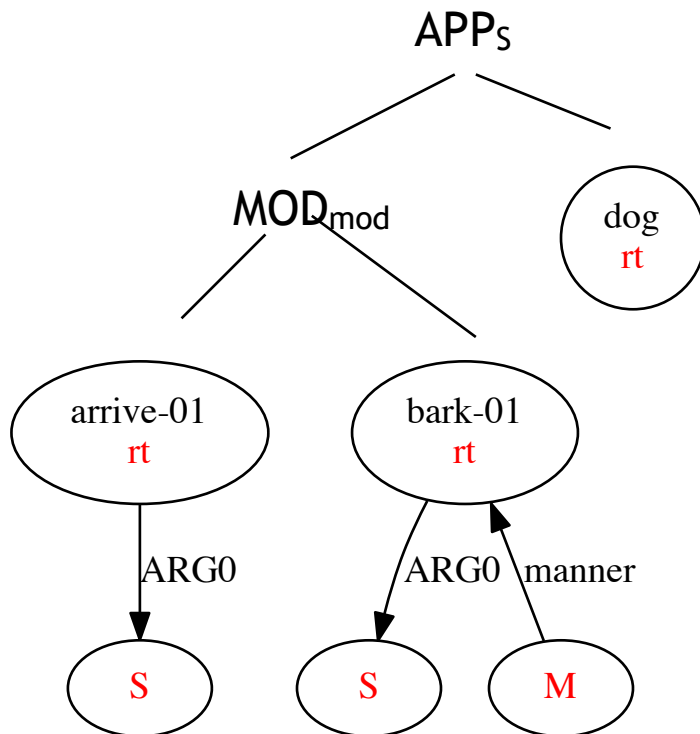 APPS
MODmod
dog
rt
arrive-01
rt
bark-01
rt
ARG0
ARG0
manner
S
S
M